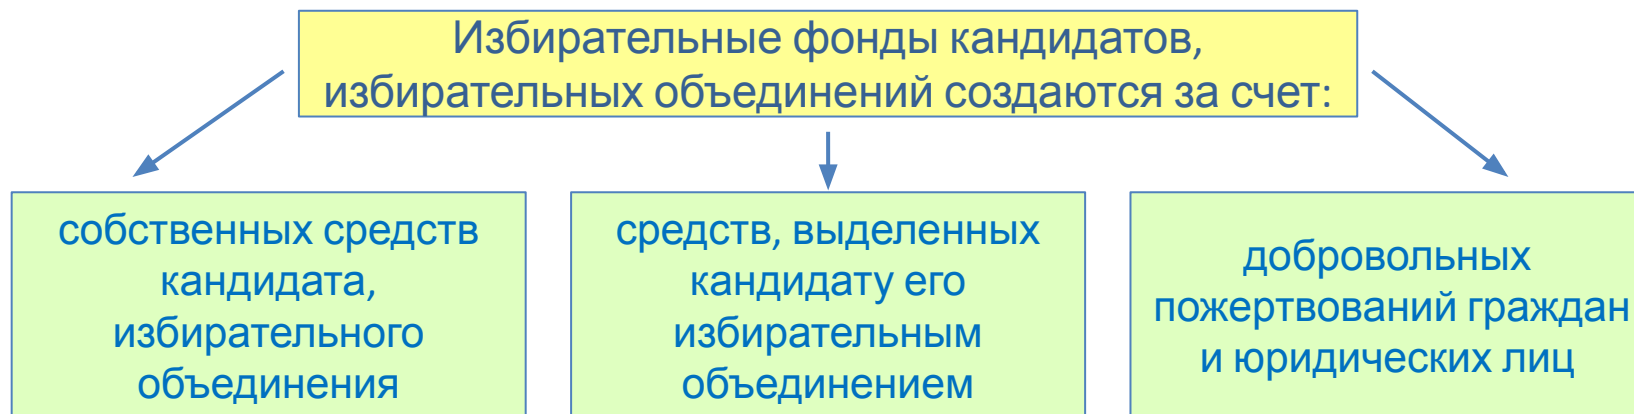 Избирательные фонды кандидатов,
избирательных объединений создаются за счет:
собственных средств
кандидата,
избирательного
объединения
средств, выделенных
кандидату его
избирательным
объединением
добровольных
пожертвований граждан
и юридических лиц